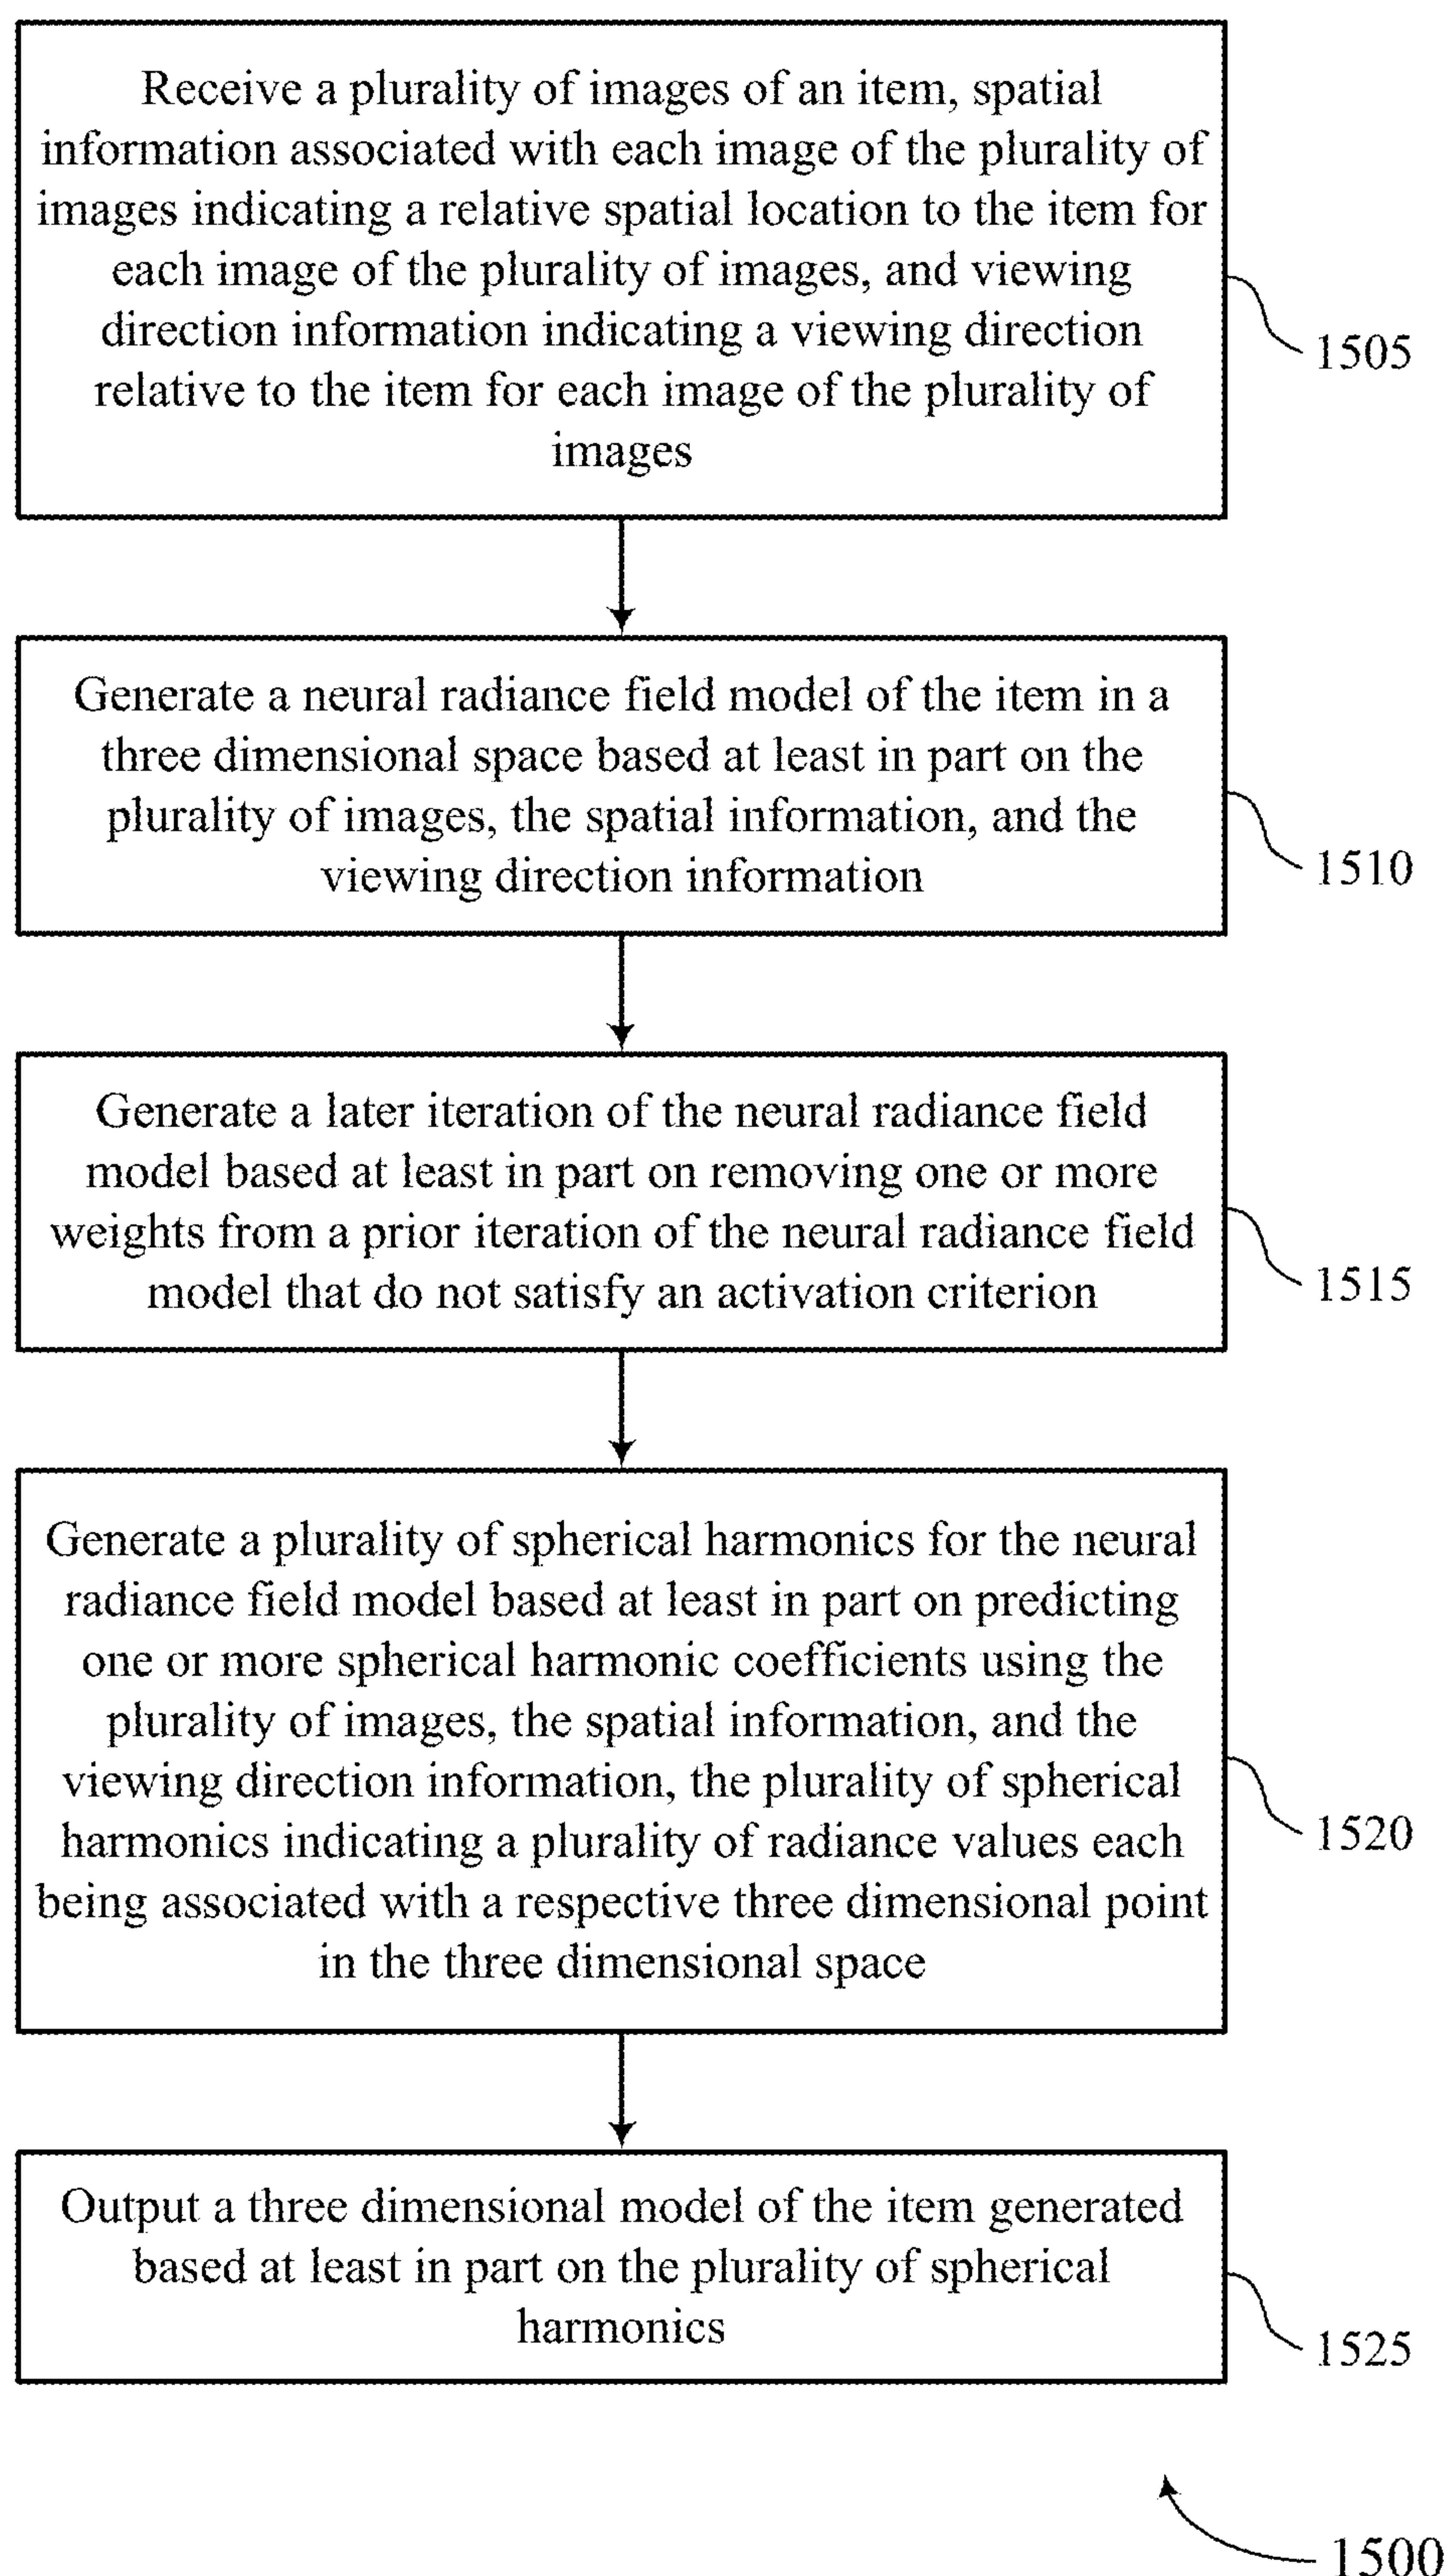 Receive a plurality of images of an item, spatial
information associated with each image of the plurality of
images indicating a relative spatial location to the item for
each image of the plurality of images, and viewing
direction information indicating a viewing direction
relative to the item for each image of the plurality of
images
1505
Generate a neural radiance field model of the item in a
three dimensional space based at least in part on the
plurality of images, the spatial information, and the
viewing direction information
1510
Generate a later iteration of the neural radiance field
model based at least in part on removing one or more
weights from a prior iteration of the neural radiance field
model that do not satisfy an activation criterion
1515
Generate a plurality of spherical harmonics for the neural
radiance field model based at least in part on predicting
one or more spherical harmonic coefficients using the
plurality of images, the spatial information, and the
viewing direction information, the plurality of spherical
harmonics indicating a plurality of radiance values each
being associated with a respective three dimensional point
in the three dimensional space
1520
Output a three dimensional model of the item generated
based at least in part on the plurality of spherical
harmonics
1525
1500